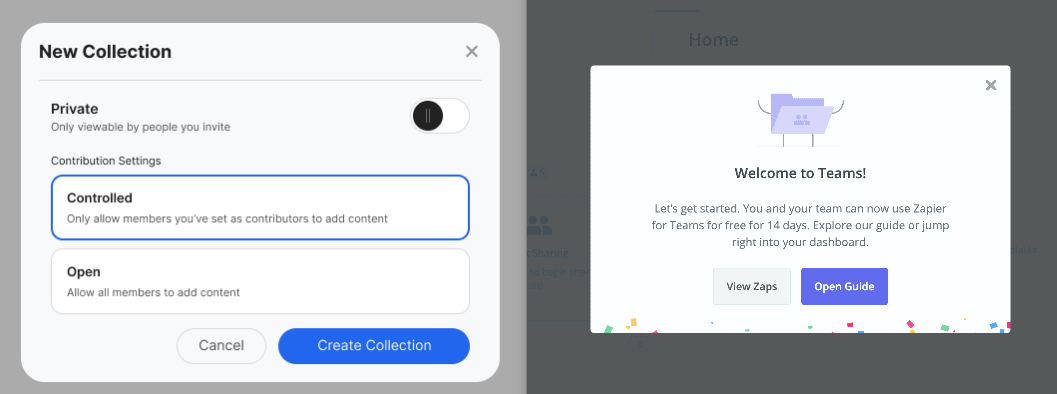 New Collection
Private
Only viewable by people you invite
Contribution Settings
Controlled
Only allow members you've set as contributors to add content
Open
Allow all members to add content
Cancel
Create Collection
Home
Welcome to Teams!
Let's get started. You and your team can now use Zapier
for Teams for free for 14 days. Explore our guide or jump
right into your dashboard.
View Zaps
Open Guide
Sharing
to begin shar